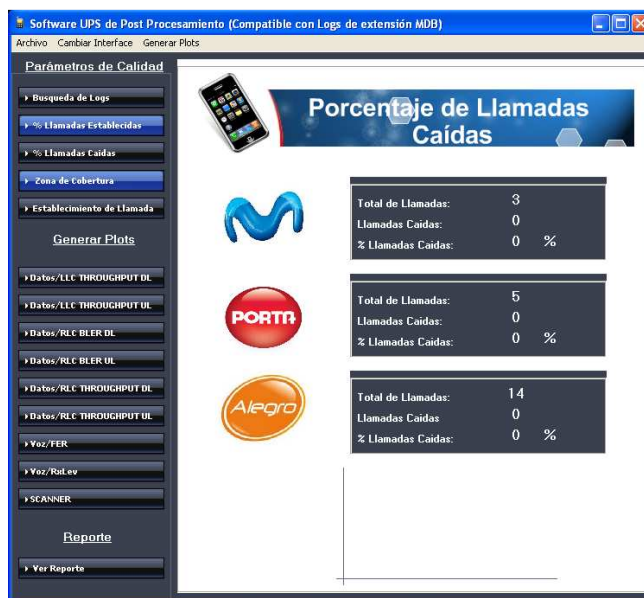 Software UPS de Post Procesamiento (Compatible con Logs de extensión MDB)
Archivo Cambiar Interface Generar Plots
Parámetros de Calidad
Busqueda de Logs
% Llamadas Establecidas
% Llamadas Caidas
Zona de Cobertura
Establecimiento de Llamada
Generar Plots
Datos/LLC THROUGHPUT DL
Datos/LLC THROUGHPUT UL
Datos/RLC BLER DL
Datos/RLC BLER UL
Datos/RLC THROUGHPUT DL
Datos/RLC THROUGHPUT UL
Voz/FER
Voz/RxLev
SCANNER
Reporte
Ver Reporte
Porcentaje de Llamadas
Caídas
Total de Llamadas: 3
Llamadas Caidas: 0
% Llamadas Caidas: 0 %
PORTA
Total de Llamadas: 5
Llamadas Caidas: 0
% Llamadas Caidas: 0 %
Alegro
Total de Llamadas: 14
Llamadas Caidas 0
% Llamadas Caidas: 0 %